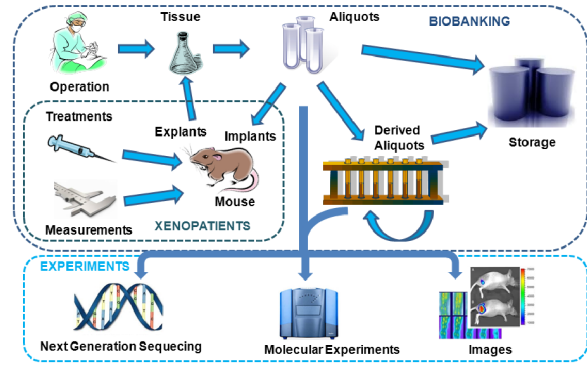 Tissue
Aliquots
BIOBANKING
Operation
Treatments
Explants
Implants
Derived
Aliquots
Storage
Mouse
Measurements
XENOPATIENTS
EXPERIMENTS
Next Generation Sequecing
Molecular Experiments
Images